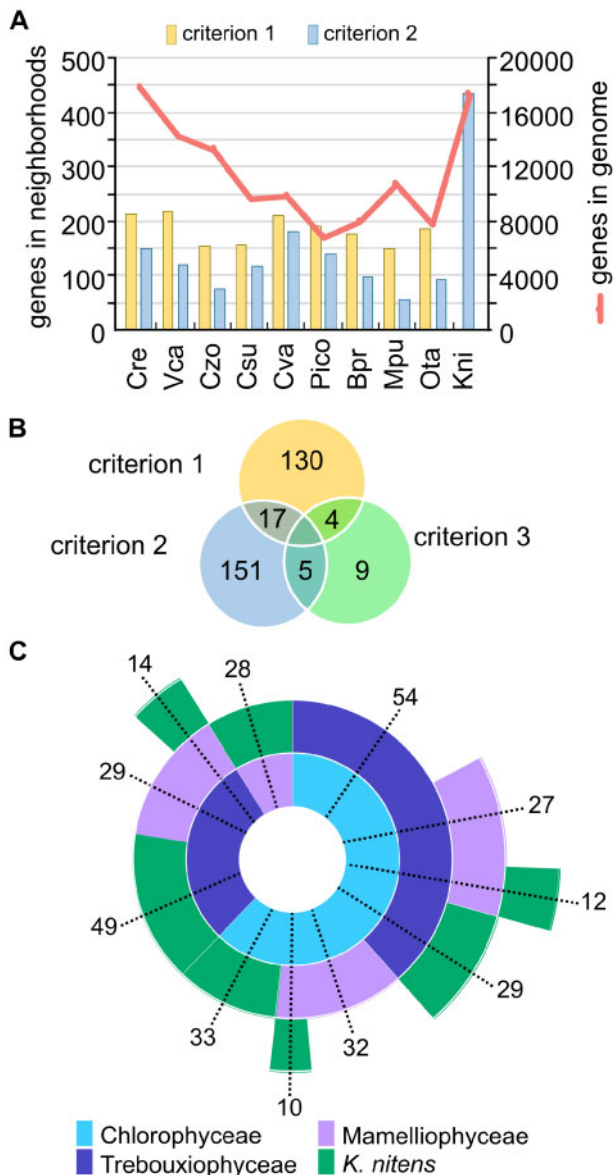 A
criterion 1 criterion 2
500 20000
400 16000
300 12000
200 8000
100 4000
0 0
genes in neighborhoods
genes in genome
Cre Vca Czo Csu Cva Pico Bpr Mpu Ota Kni
B
criterion 1
130
17 4
criterion 2 criterion 3
151 5 9
C
14 28 54
29 27
12
49 29
33 32
10
Chlorophyceae Mamelliophyceae
Trebouxiophyceae K. nitens